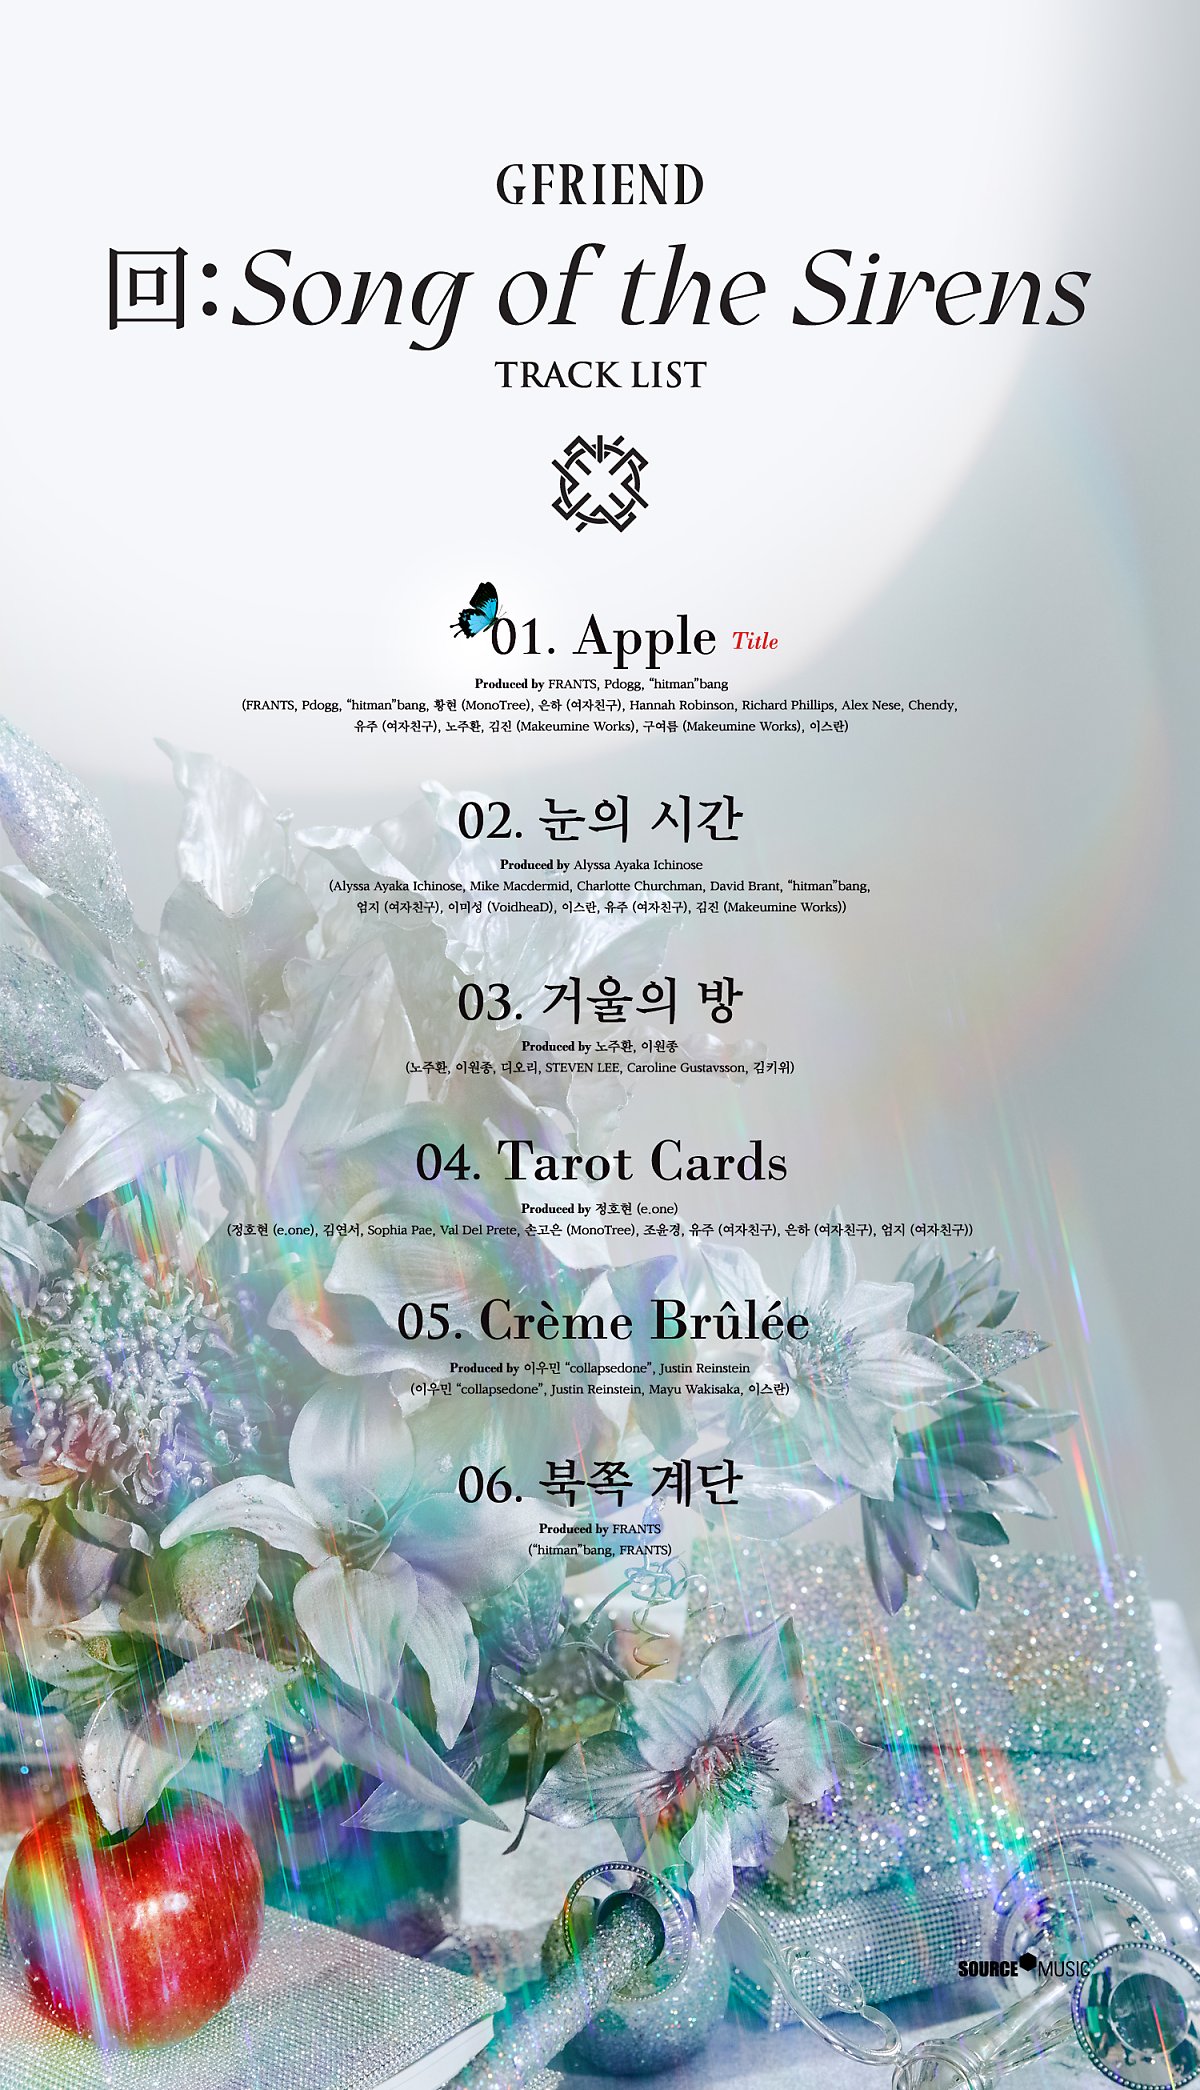 GFRIEND
回:Song of the Sirens
TRACK LIST
01. Apple Title
Produced by FRANTS, Pdogg, “hitman”bang
(FRANTS, Pdogg, “hitman”bang, 황현 (MonoTree), 은하 (여자친구), Hannah Robinson, Richard Phillips, Alex Nese, Chendy,
유주 (여자친구), 노주환, 김진 (Makeumine Works), 구여름 (Makeumine Works), 이스란)
02. 눈의 시간
Produced by Alyssa Ayaka Ichinose
(Alyssa Ayaka Ichinose, Mike Macdermid, Charlotte Churchman, David Brant, “hitman”bang,
엄지 (여자친구), 이미성 (VoidheaD), 이스란, 유주 (여자친구), 김진 (Makeumine Works))
03. 거울의 방
Produced by 노주환, 이원종
(노주환, 이원종, 디오리, STEVEN LEE, Caroline Gustavsson, 김키위)
04. Tarot Cards
Produced by 정호현 (e.one)
(정호현 (e.one), 김연서, Sophia Pae, Val Del Prete, 손고은 (MonoTree), 조윤경, 유주 (여자친구), 은하 (여자친구), 엄지 (여자친구))
05. Crème Brûlée
Produced by 이우민 “collapsedone”, Justin Reinstein
(이우민 “collapsedone”, Justin Reinstein, Mayu Wakisaka, 이스란)
06. 북쪽 계단
Produced by FRANTS
(“hitman”bang, FRANTS)
SOURCE MUSIC